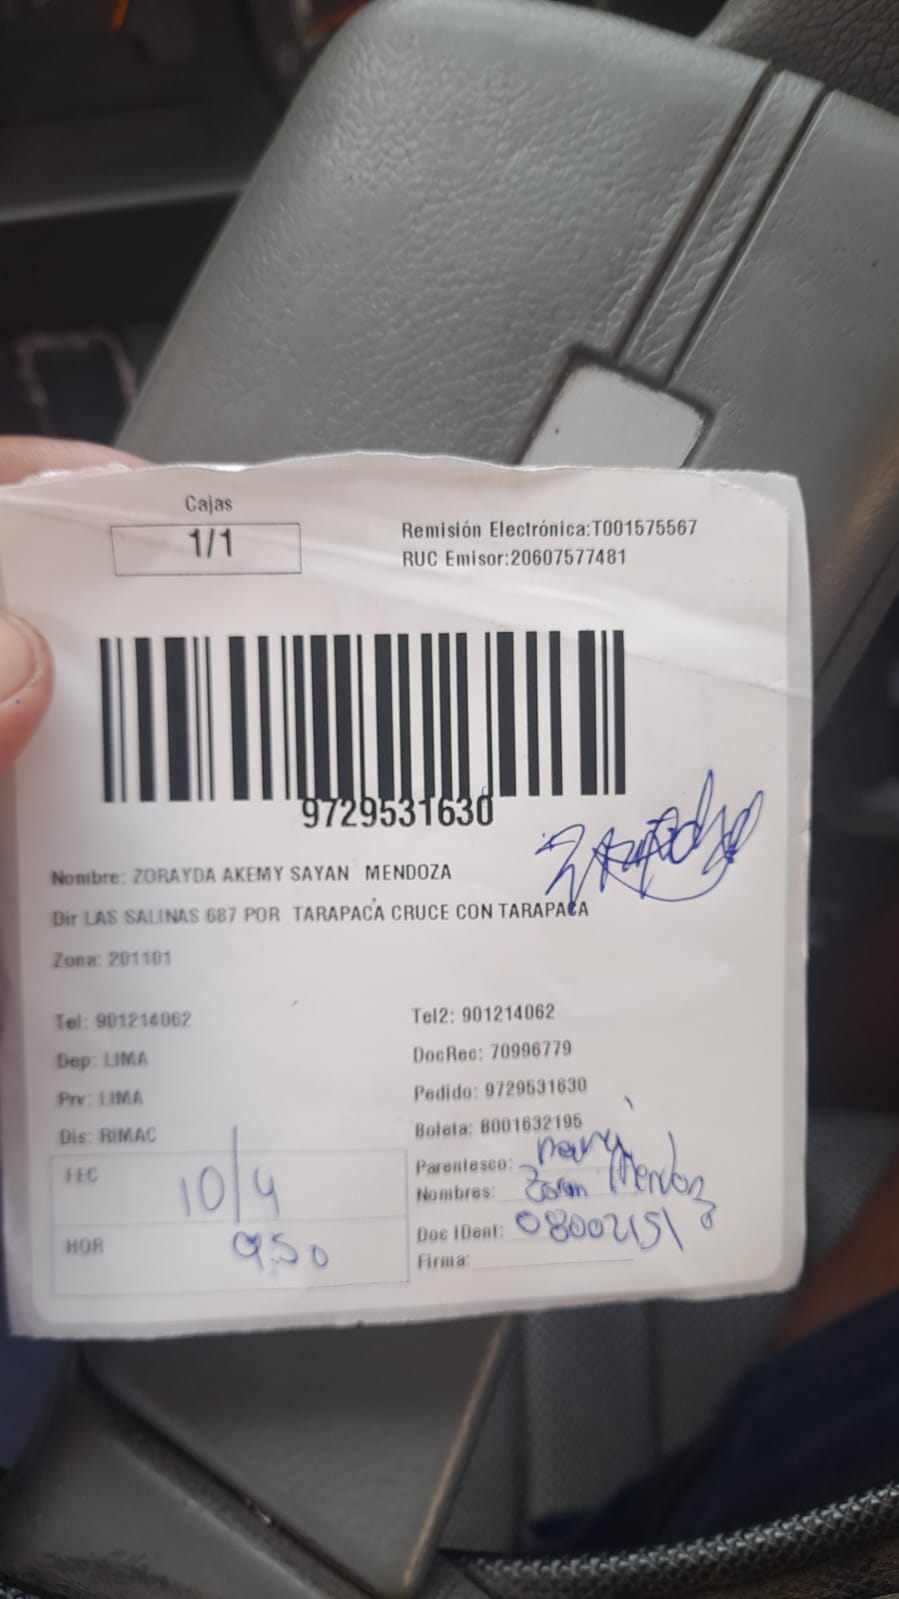 Cajas
1/1
Remisión Electrónica:T001575567
RUC Emisor:20607577481
9729531630
Nombre: ZORAYDA AKEMY SAYAN MENDOZA
Dir LAS SALINAS 687 POR TARAPACA CRUCE CON TARAPACA
Zona: 201101
Tel: 901214062
Tel2: 901214062
Dep: LIMA
DocRec: 70996779
Prv: LIMA
Pedido: 9729531630
Dis: RIMAC
Boleta: B001632195
FEC 10/4
Parentesco:
Nombres: Mendoz
HOR 9:50
Doc IDent:
Firma: